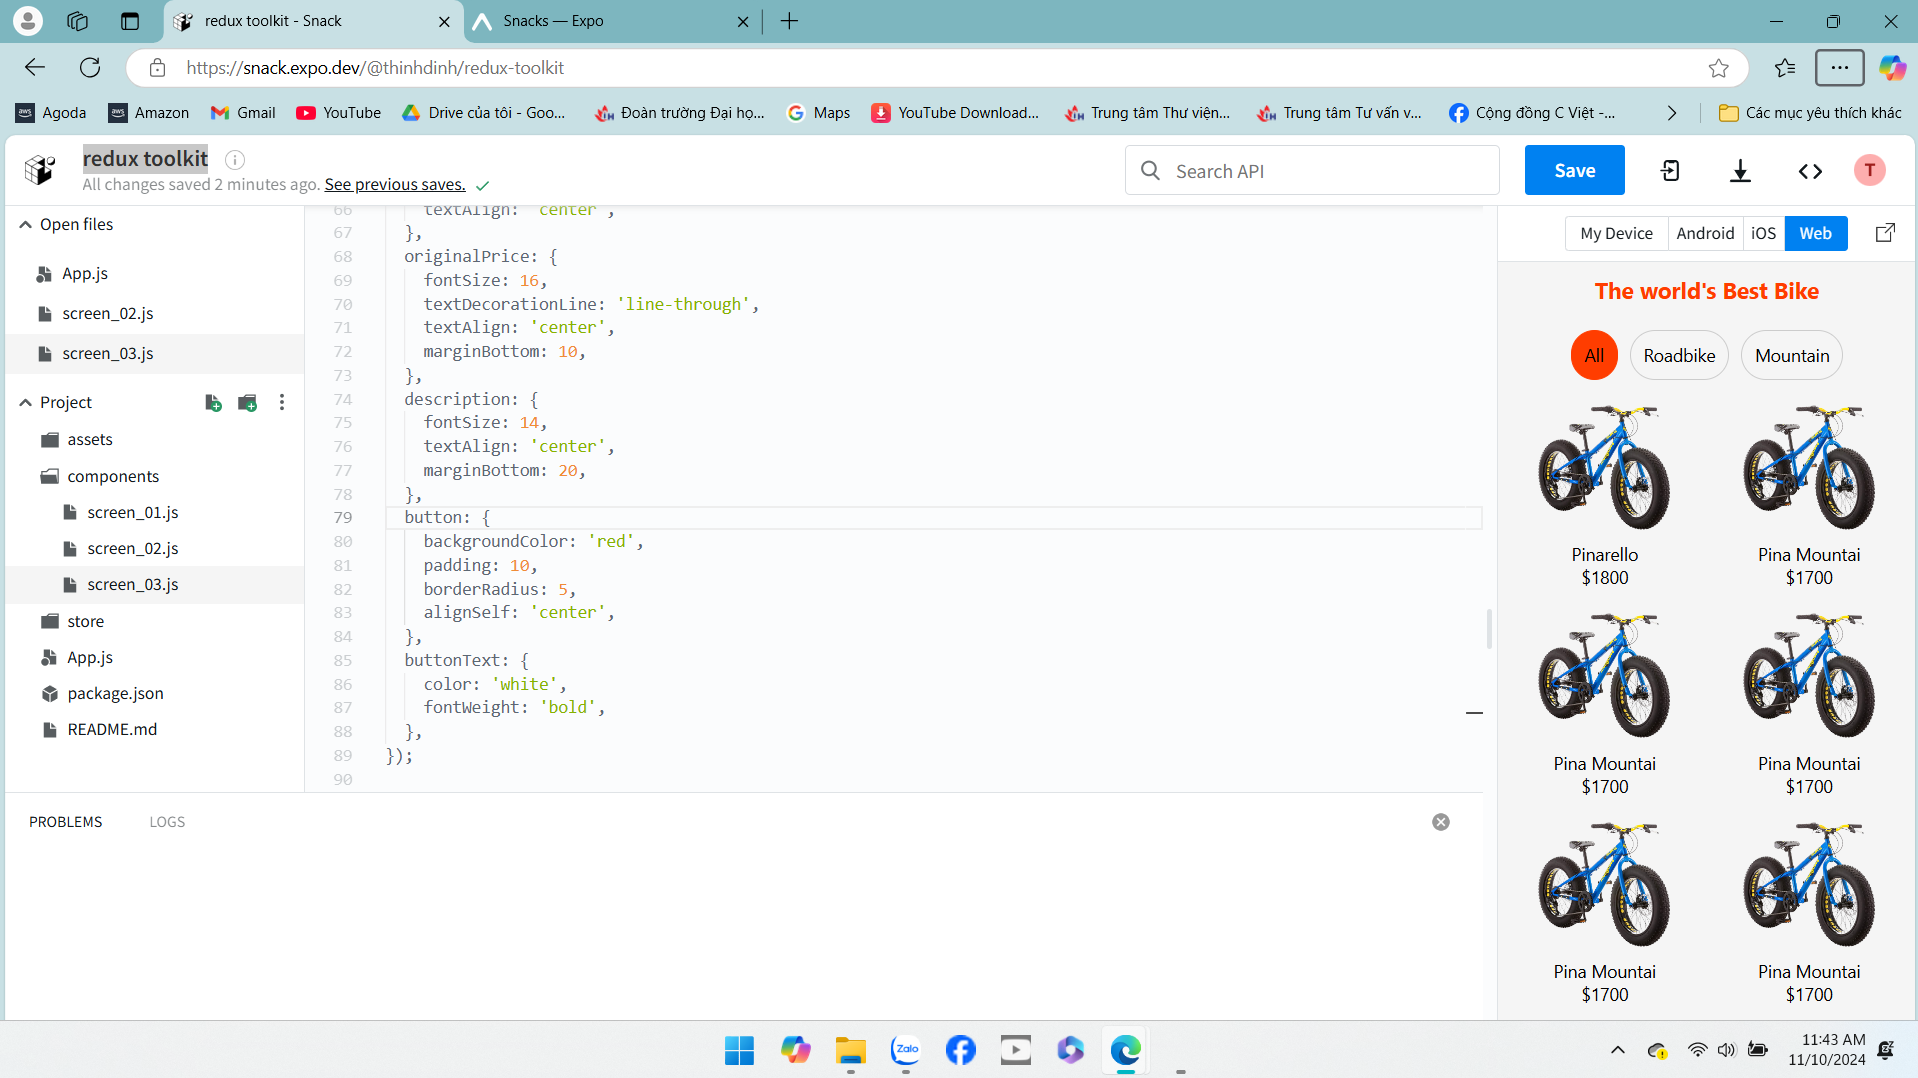 redux toolkit - Snack
Snacks — Expo
https://snack.expo.dev/@thinhdinh/redux-toolkit
aws Agoda
aws Amazon
Gmail
YouTube
Drive của tôi - Goo...
Đoàn trường Đại họ...
Maps
YouTube Download...
Trung tâm Thư viện...
Trung tâm Tư vấn v...
Cộng đồng C Việt -...
Các mục yêu thích khác
redux toolkit
All changes saved 2 minutes ago. See previous saves.
Search API
Save
T
Open files
App.js
screen_02.js
screen_03.js
Project
assets
components
screen_01.js
screen_02.js
screen_03.js
store
App.js
package.json
README.md
66 textAlign: 'center',
67 },
68 originalPrice: {
69 fontSize: 16,
70 textDecorationLine: 'line-through',
71 textAlign: 'center',
72 marginBottom: 10,
73 },
74 description: {
75 fontSize: 14,
76 textAlign: 'center',
77 marginBottom: 20,
78 },
79 button: {
80 backgroundColor: 'red',
81 padding: 10,
82 borderRadius: 5,
83 alignSelf: 'center',
84 },
85 buttonText: {
86 color: 'white',
87 fontWeight: 'bold',
88 },
89 });
90
PROBLEMS
LOGS
My Device
Android
iOS
Web
The world's Best Bike
All
Roadbike
Mountain
Pinarello
$1800
Pina Mountai
$1700
Pina Mountai
$1700
Pina Mountai
$1700
Pina Mountai
$1700
Pina Mountai
$1700
Zalo
11:43 AM
11/10/2024